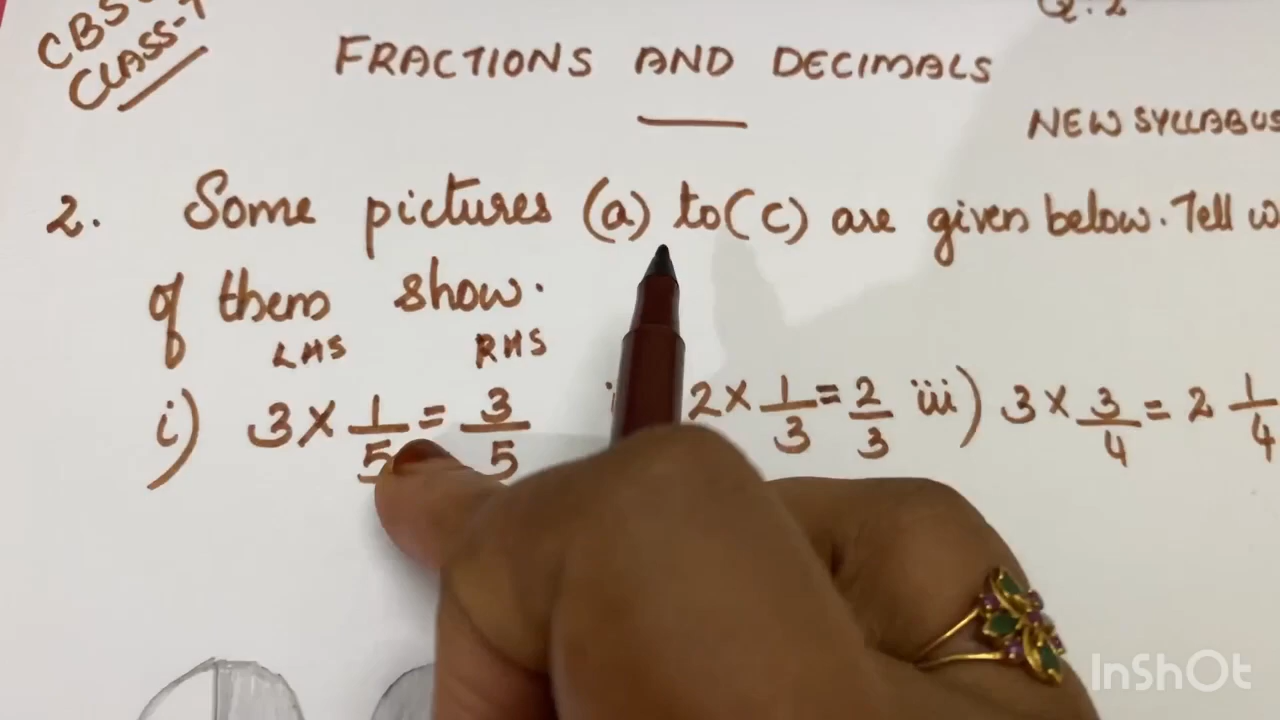 CBS
CLASS-7
Q.2
FRACTIONS AND DECIMALS
NEW SYLLABUS
2. Some pictures (a) to (c) are given below. Tell w
of them show.
LHS RHS
i) 3 × 1/5 = 3/5 2 × 1/3 = 2/3 iii) 3 × 3/4 = 2 1/4
InShOt